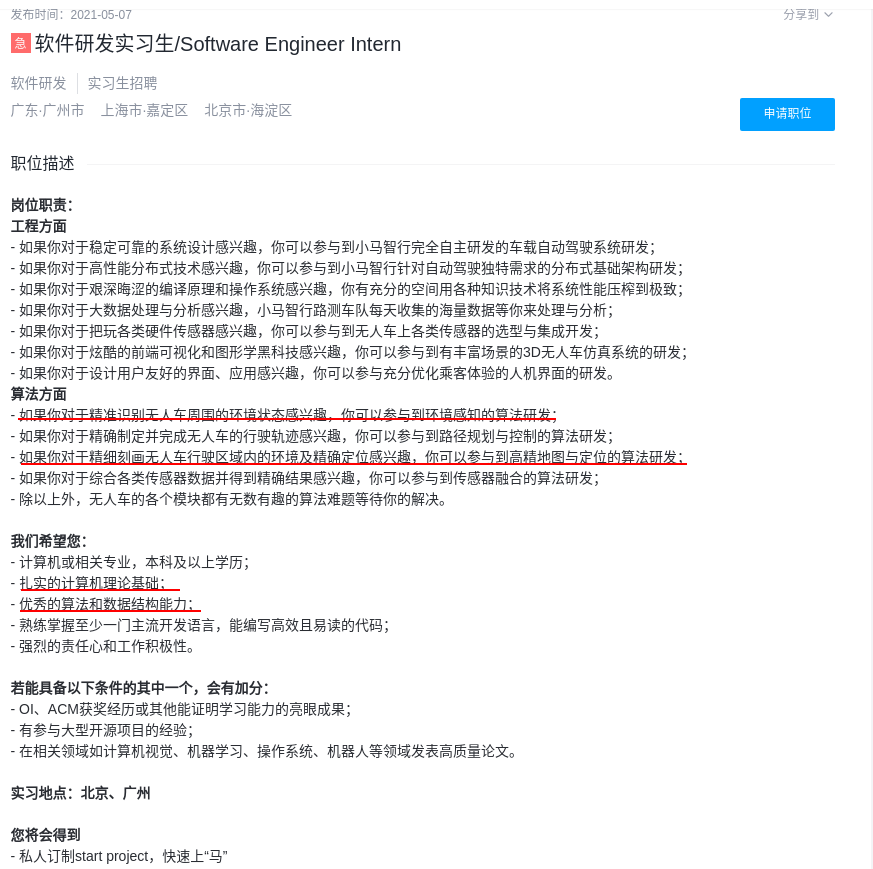 发布时间：2021-05-07 分享到
急 软件研发实习生/Software Engineer Intern
软件研发 实习生招聘
广东·广州市 上海市·嘉定区 北京市·海淀区
申请职位
职位描述
岗位职责：
工程方面
- 如果你对于稳定可靠的系统设计感兴趣，你可以参与到小马智行完全自主研发的车载自动驾驶系统研发；
- 如果你对于高性能分布式技术感兴趣，你可以参与到小马智行针对自动驾驶独特需求的分布式基础架构研发；
- 如果你对于艰深晦涩的编译原理和操作系统感兴趣，你有充分的空间用各种知识技术将系统性能压榨到极致；
- 如果你对于大数据处理与分析感兴趣，小马智行路测车队每天收集的海量数据等你来处理与分析；
- 如果你对于把玩各类硬件传感器感兴趣，你可以参与到无人车上各类传感器的选型与集成开发；
- 如果你对于炫酷的前端可视化和图形学黑科技感兴趣，你可以参与到有丰富场景的3D无人车仿真系统的研发；
- 如果你对于设计用户友好的界面、应用感兴趣，你可以参与充分优化乘客体验的人机界面的研发。
算法方面
- 如果你对于精准识别无人车周围的环境状态感兴趣，你可以参与到环境感知的算法研发；
- 如果你对于精确制定并完成无人车的行驶轨迹感兴趣，你可以参与到路径规划与控制的算法研发；
- 如果你对于精细刻画无人车行驶区域内的环境及精确定位感兴趣，你可以参与到高精地图与定位的算法研发；
- 如果你对于综合各类传感器数据并得到精确结果感兴趣，你可以参与到传感器融合的算法研发；
- 除以上外，无人车的各个模块都有无数有趣的算法难题等待你的解决。
我们希望您：
- 计算机或相关专业，本科及以上学历；
- 扎实的计算机理论基础；
- 优秀的算法和数据结构能力；
- 熟练掌握至少一门主流开发语言，能编写高效且易读的代码；
- 强烈的责任心和工作积极性。
若能具备以下条件的其中一个，会有加分：
- OI、ACM获奖经历或其他能证明学习能力的亮眼成果；
- 有参与大型开源项目的经验；
- 在相关领域如计算机视觉、机器学习、操作系统、机器人等领域发表高质量论文。
实习地点：北京、广州
您将会得到
- 私人订制start project，快速上“马”